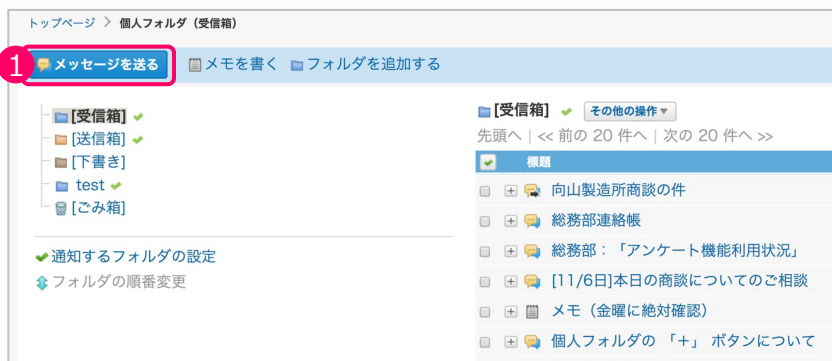 トップページ > 個人フォルダ（受信箱）
1 メッセージを送る メモを書く フォルダを追加する
[受信箱]
[送信箱]
[下書き]
test
[ごみ箱]
通知するフォルダの設定
フォルダの順番変更
[受信箱] その他の操作▼
先頭へ | << 前の 20 件へ | 次の 20 件へ >>
標題
向山製造所商談の件
総務部連絡帳
総務部：「アンケート機能利用状況」
[11/6日]本日の商談についてのご相談
メモ（金曜に絶対確認）
個人フォルダの 「+」 ボタンについて